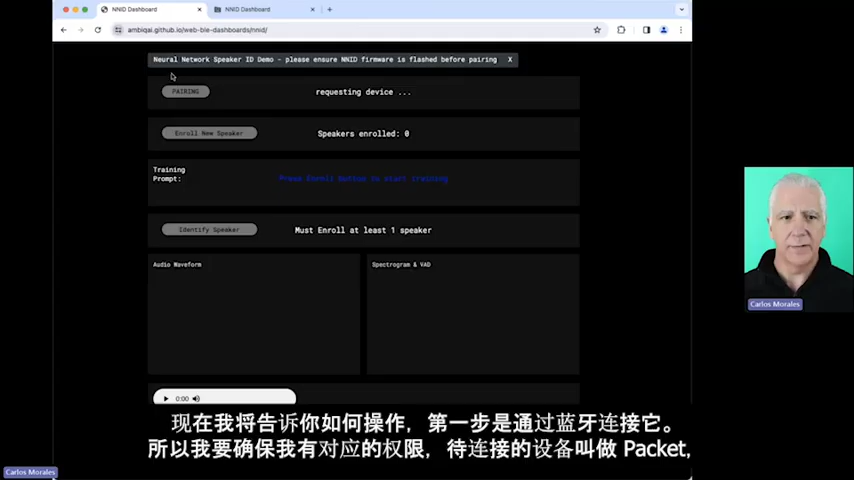 NNID Dashboard
NNID Dashboard
ambiqai.github.io/web-ble-dashboards/nnid/
Neural Network Speaker ID Demo - please ensure NNID firmware is flashed before pairing X
PAIRING requesting device ...
Enroll New Speaker Speakers enrolled: 0
Training
Prompt: Press Enroll button to start training
Identify Speaker Must Enroll at least 1 speaker
Audio Waveform Spectrogram & VAD
0:00
Carlos Morales
现在我将告诉你如何操作，第一步是通过蓝牙连接它。
所以我要确保我有对应的权限，待连接的设备叫做 Packet,
Carlos Morales